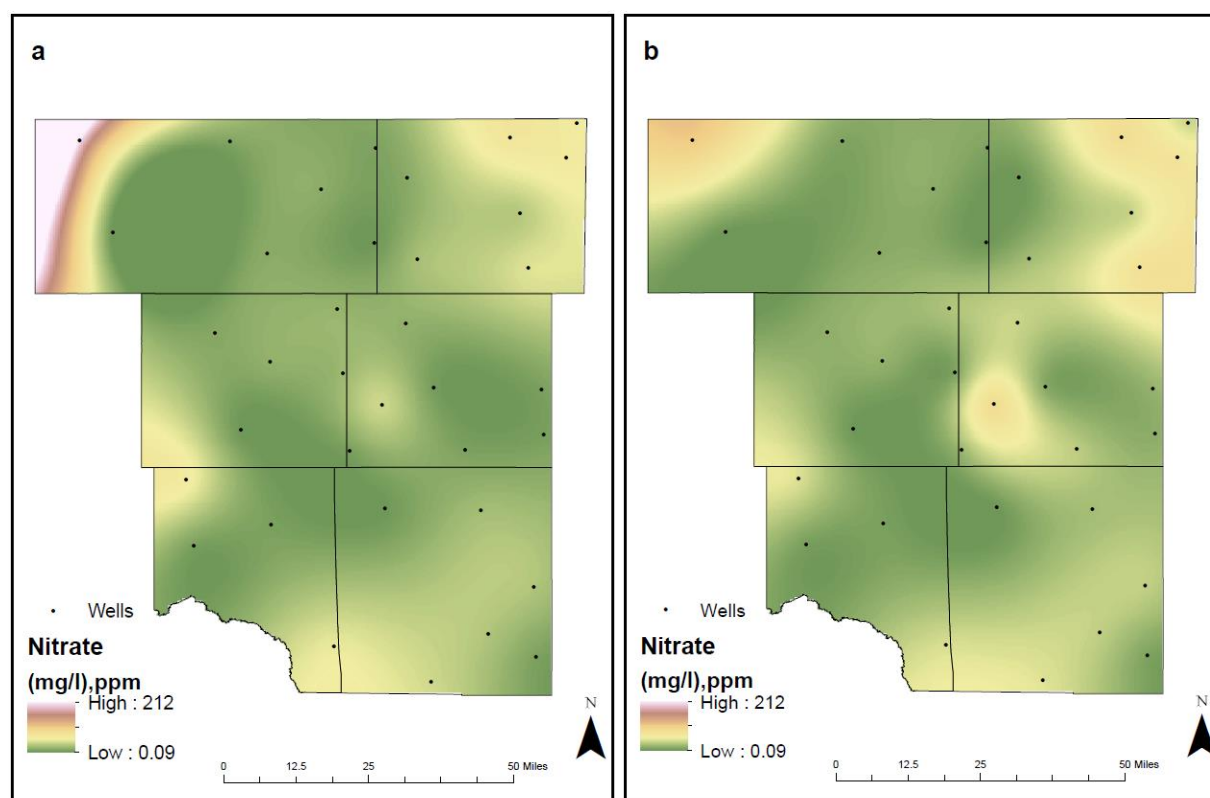 a
Wells
Nitrate
(mg/l),ppm
High : 212
Low : 0.09
N
0 12.5 25 50 Miles
b
Wells
Nitrate
(mg/l),ppm
High : 212
Low : 0.09
N
0 12.5 25 50 Miles